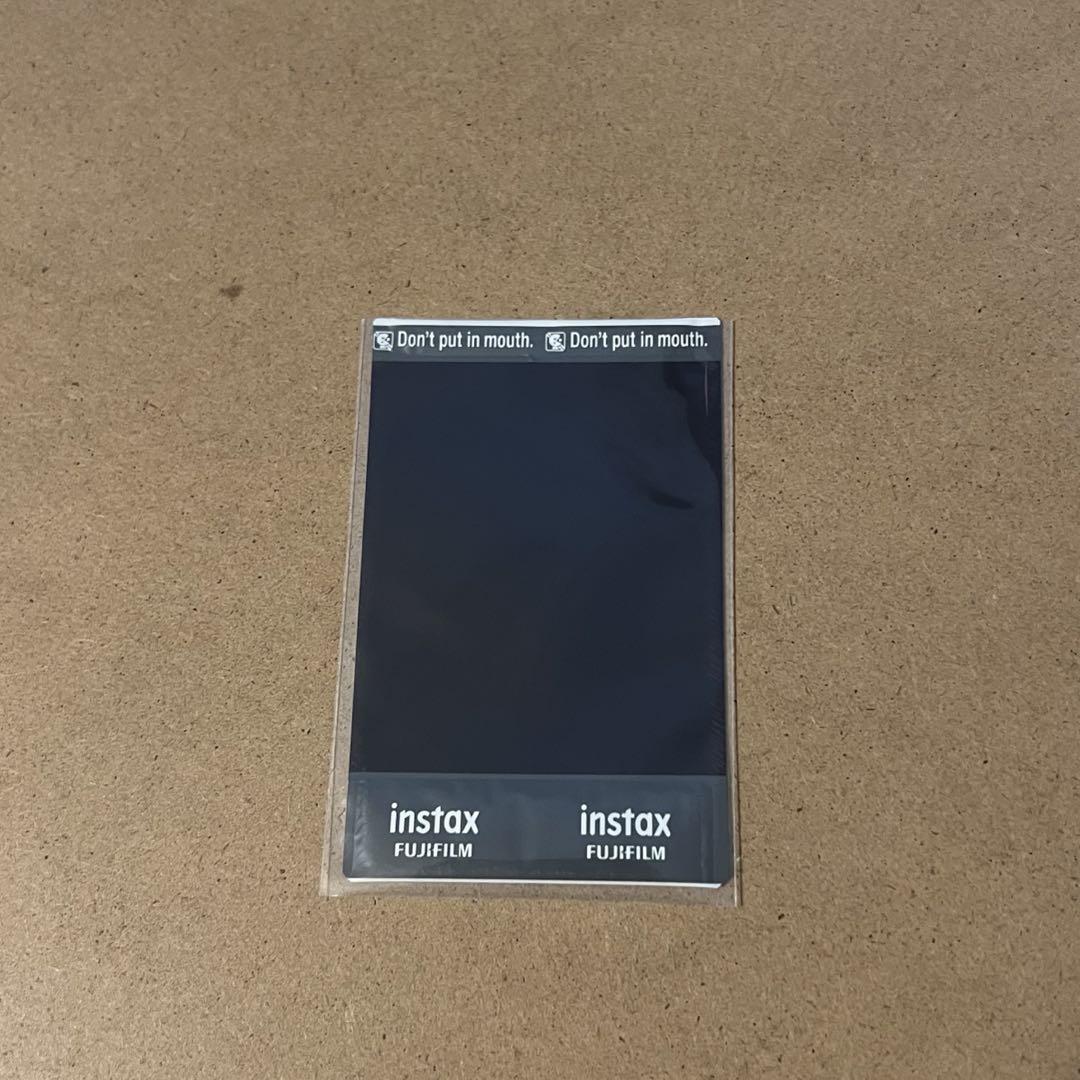 Don't put in mouth. Don't put in mouth.
instax instax
FUJIFILM FUJIFILM